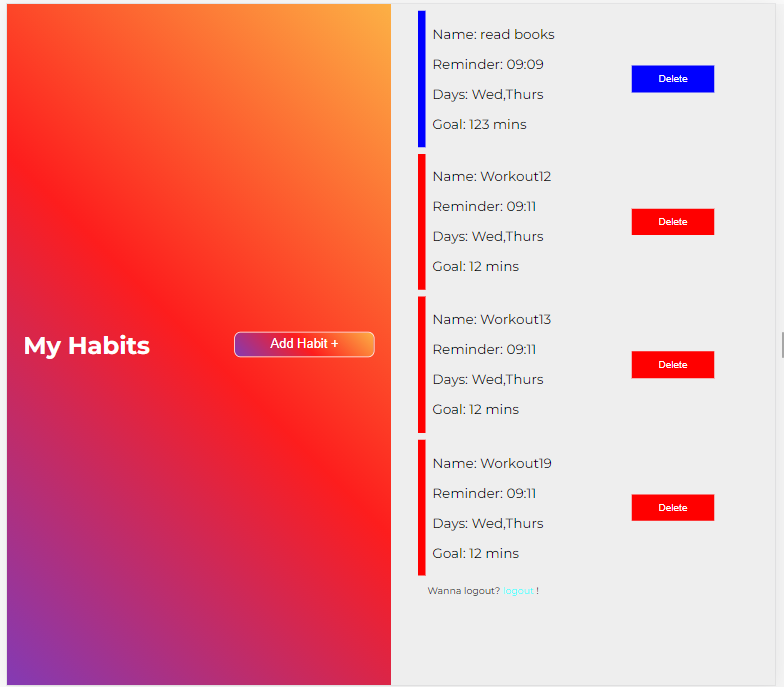 My Habits
Add Habit +
Name: read books
Reminder: 09:09
Days: Wed,Thurs
Goal: 123 mins
Delete
Name: Workout12
Reminder: 09:11
Days: Wed,Thurs
Goal: 12 mins
Delete
Name: Workout13
Reminder: 09:11
Days: Wed,Thurs
Goal: 12 mins
Delete
Name: Workout19
Reminder: 09:11
Days: Wed,Thurs
Goal: 12 mins
Delete
Wanna logout? logout !